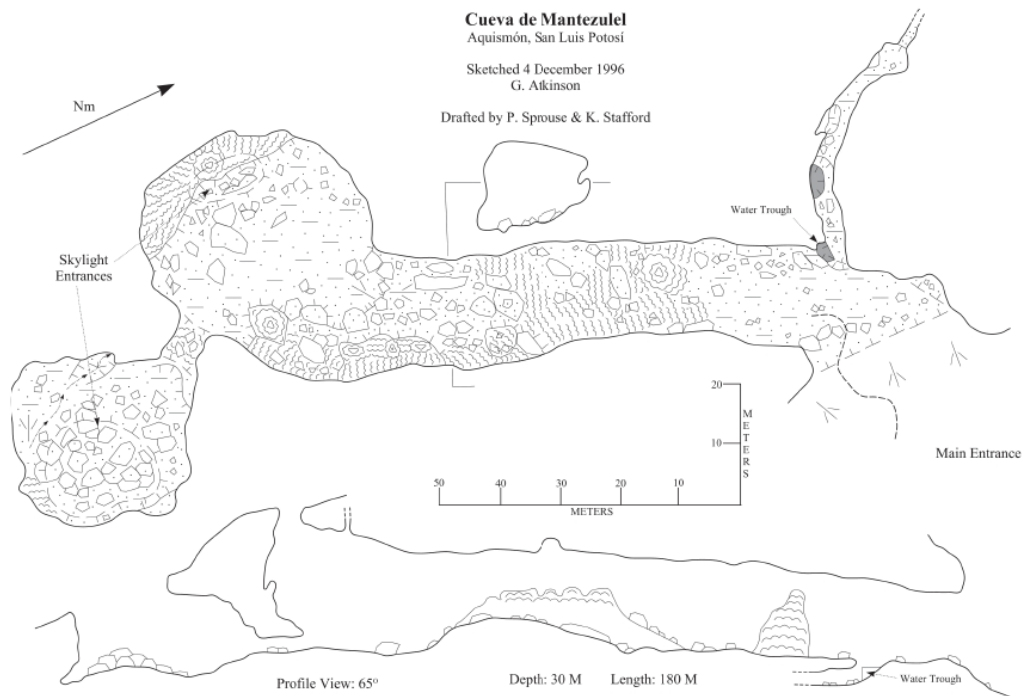 Cueva de Mantezulel
Aquismón, San Luis Potosí
Sketched 4 December 1996
G. Atkinson
Drafted by P. Sprouse & K. Stafford
Nm
Water Trough
Skylight
Entrances
20
10
METERS
Main Entrance
50 40 30 20 10
METERS
Profile View: 65º
Depth: 30 M
Length: 180 M
Water Trough